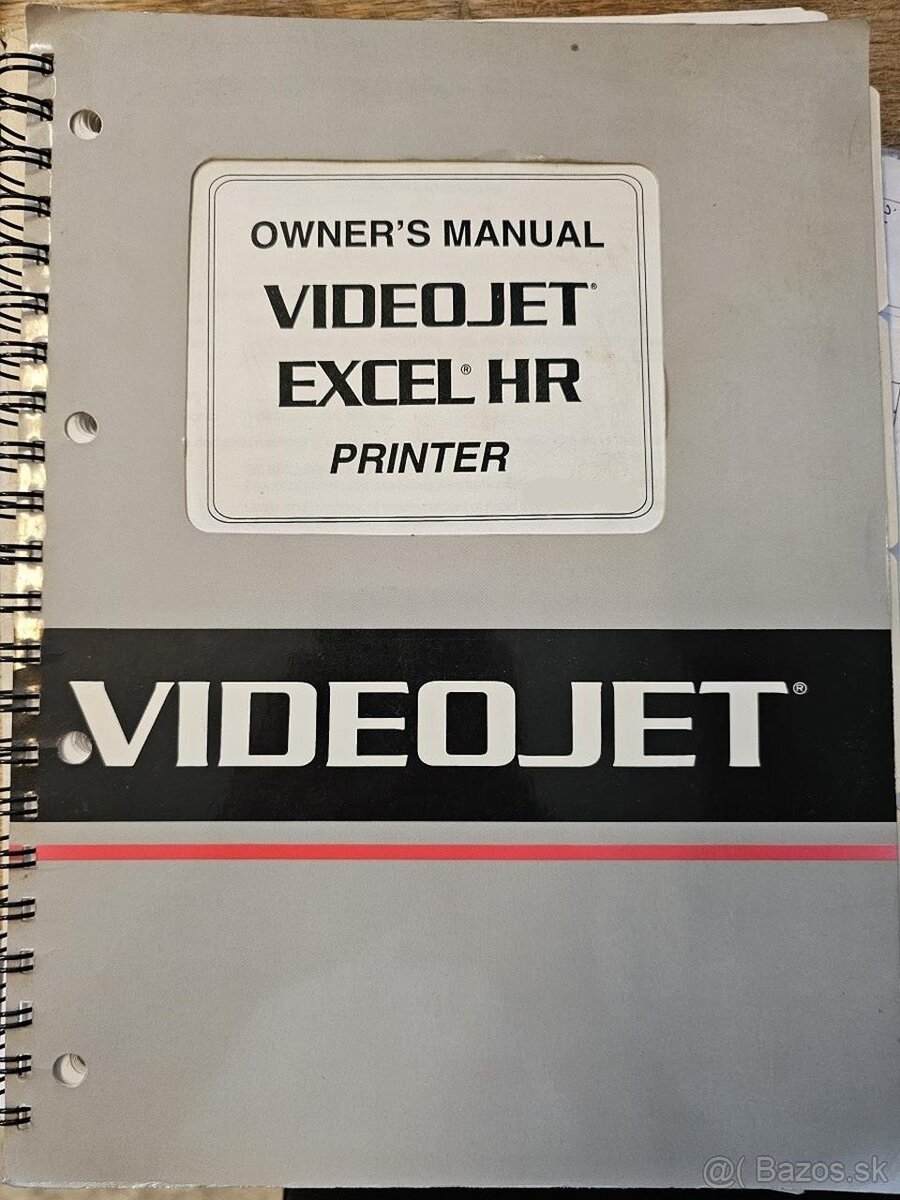 OWNER'S MANUAL
VIDEOJET®
EXCEL® HR
PRINTER
VIDEOJET®
@( Bazos.sk